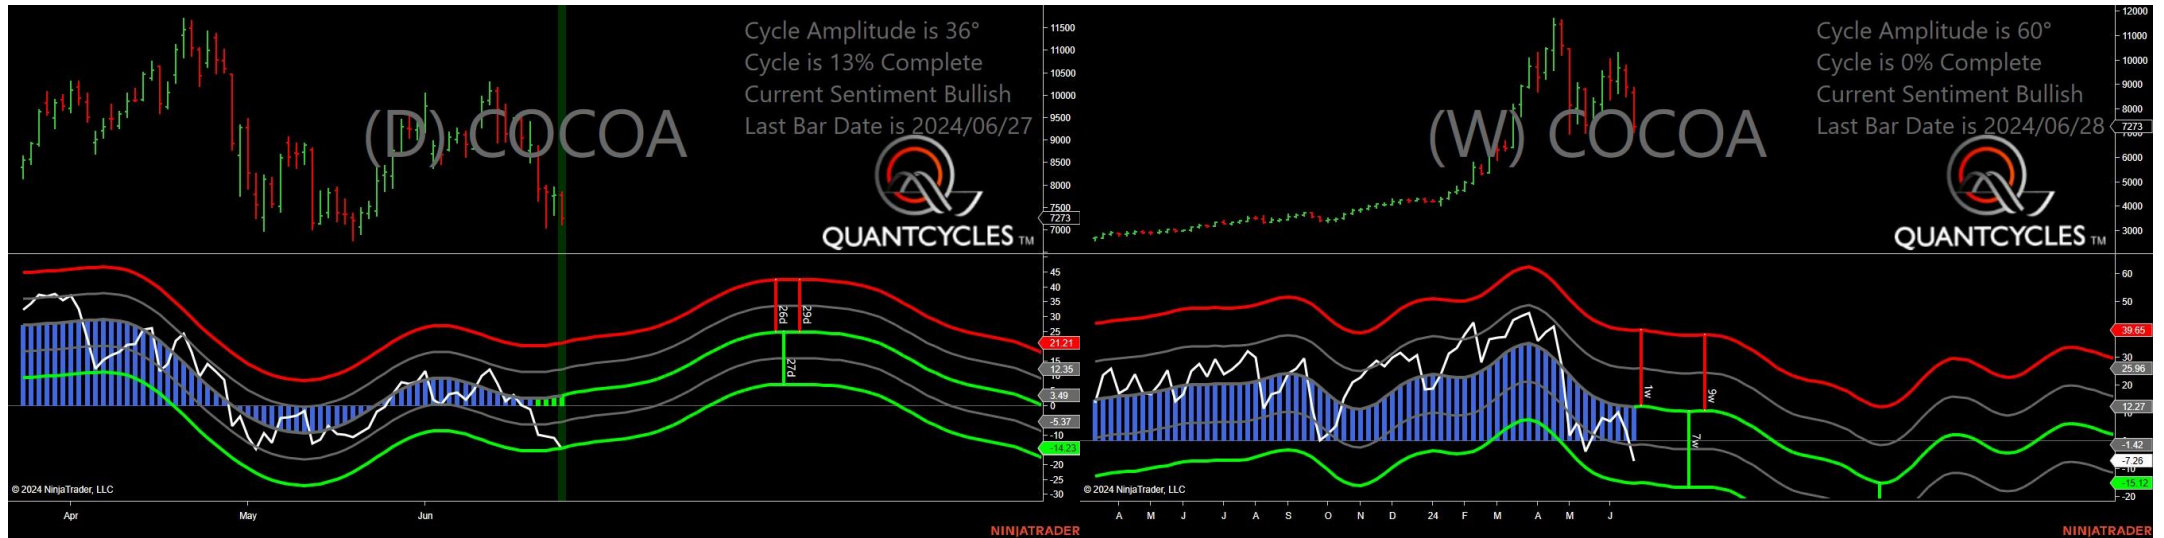 Cycle Amplitude is 36°
Cycle is 13% Complete
Current Sentiment Bullish
Last Bar Date is 2024/06/27
(D) COCOA
QUANTCYCLES TM
11500
11000
10500
10000
9500
9000
8500
8000
7500
7273
7000
26d
29d
27d
45
40
35
30
25
21.21
15
12.35
10
3.49
0
-5.37
-10
-14.23
-20
-25
-30
© 2024 NinjaTrader, LLC
Apr
May
Jun
NINJATRADER
Cycle Amplitude is 60°
Cycle is 0% Complete
Current Sentiment Bullish
Last Bar Date is 2024/06/28
(W) COCOA
QUANTCYCLES TM
12000
11000
10000
9000
8000
7273
6000
5000
4000
3000
1w
9w
7w
60
50
39.65
30
25.96
20
12.27
-1.42
-7.26
-10
-15.12
-20
© 2024 NinjaTrader, LLC
A M J J A S O N D 24 F M A M J
NINJATRADER